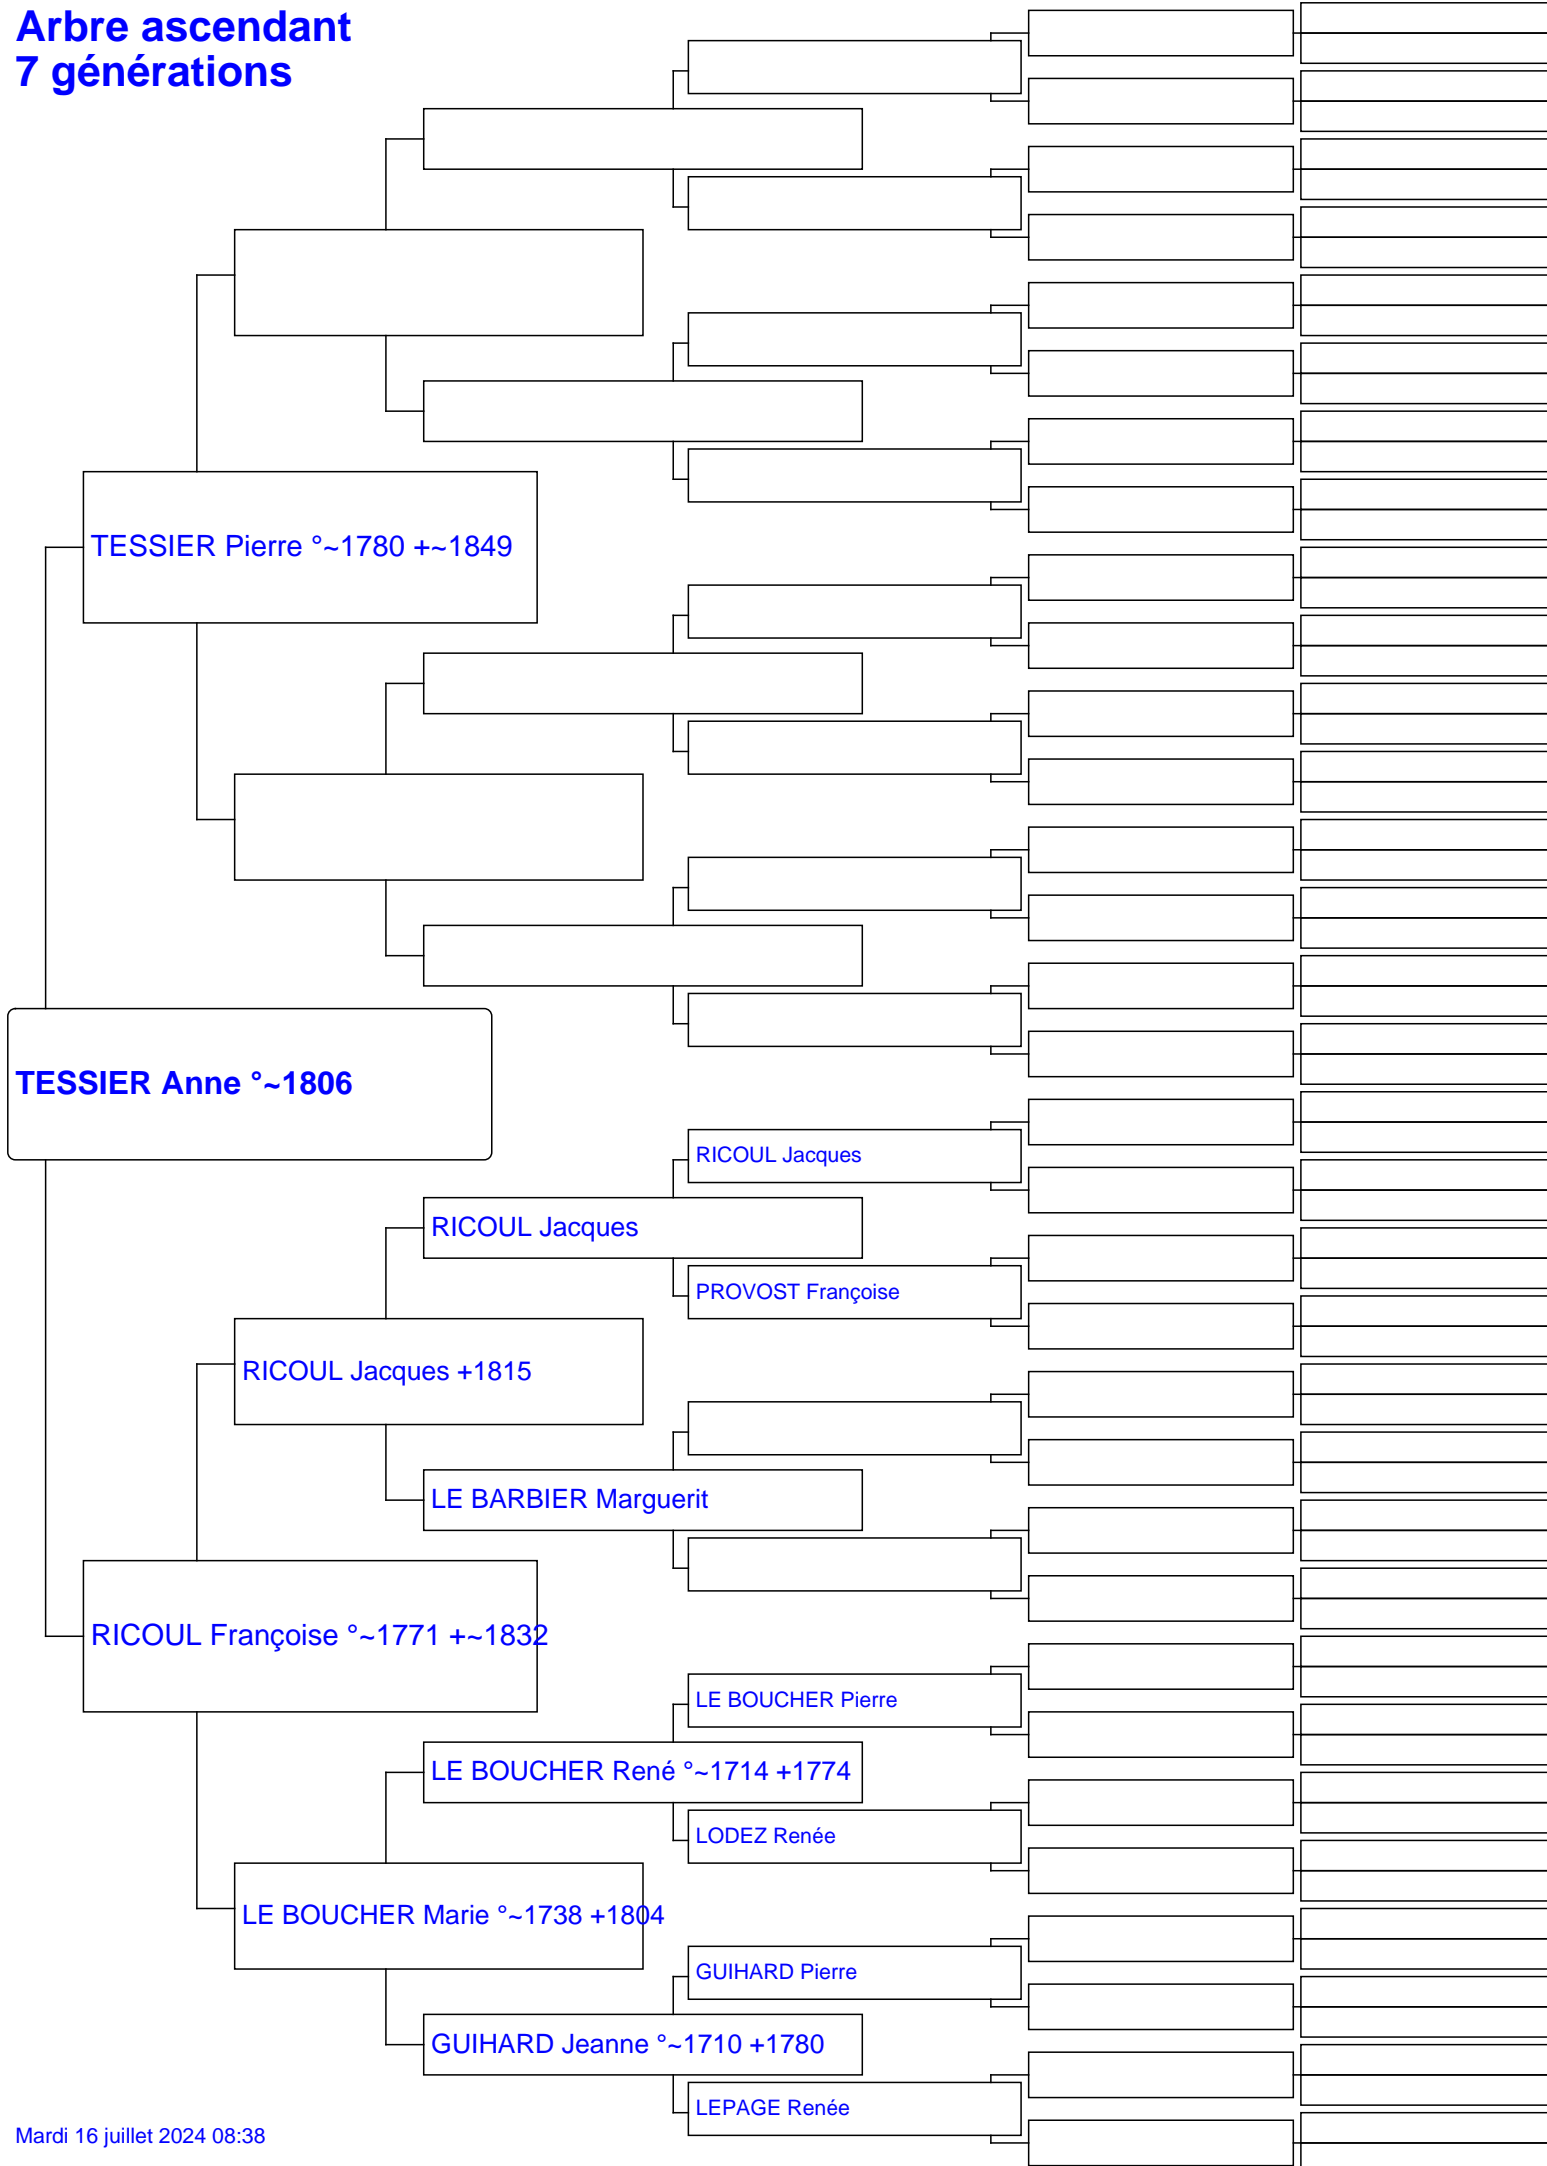 Arbre ascendant
7 générations
TESSIER Pierre °~1780 +~1849
TESSIER Anne °~1806
RICOUL Jacques
RICOUL Jacques
PROVOST Françoise
RICOUL Jacques +1815
LE BARBIER Marguerit
RICOUL Françoise °~1771 +~1832
LE BOUCHER Pierre
LE BOUCHER René °~1714 +1774
LODEZ Renée
LE BOUCHER Marie °~1738 +1804
GUIHARD Pierre
GUIHARD Jeanne °~1710 +1780
LEPAGE Renée
Mardi 16 juillet 2024 08:38